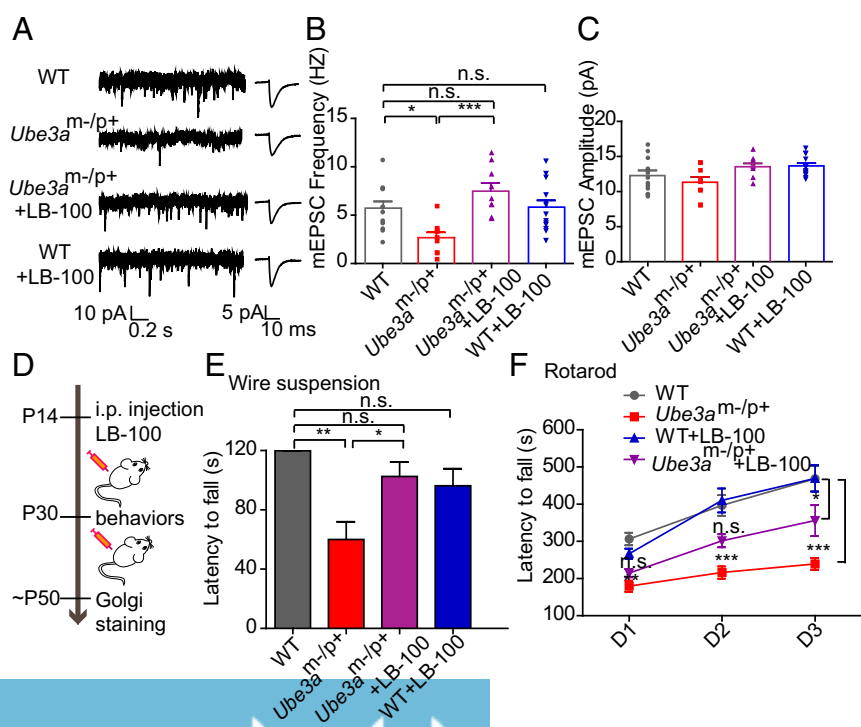 A
WT
Ube3a m-/p+
Ube3a m-/p+
+LB-100
WT
+LB-100
10 pA
0.2 s
5 pA
10 ms
B
n.s.
n.s.
* ***
mEPSC Frequency (HZ)
15
10
5
0
WT
Ube3a m-/p+
Ube3a m-/p+
+LB-100
WT+LB-100
C
mEPSC Amplitude (pA)
20
15
10
5
0
WT
Ube3a m-/p+
Ube3a m-/p+
+LB-100
WT+LB-100
D
P14
i.p. injection
LB-100
P30
behaviors
~P50
Golgi
staining
E
Wire suspension
n.s.
n.s.
** *
Latency to fall (s)
120
80
40
0
WT
Ube3a m-/p+
Ube3a m-/p+
+LB-100
WT+LB-100
F
Rotarod
WT
Ube3a m-/p+
WT+LB-100
Ube3a m-/p+ +LB-100
Latency to fall (s)
600
500
400
300
200
100
n.s.
**
n.s.
***
*
***
D1
D2
D3